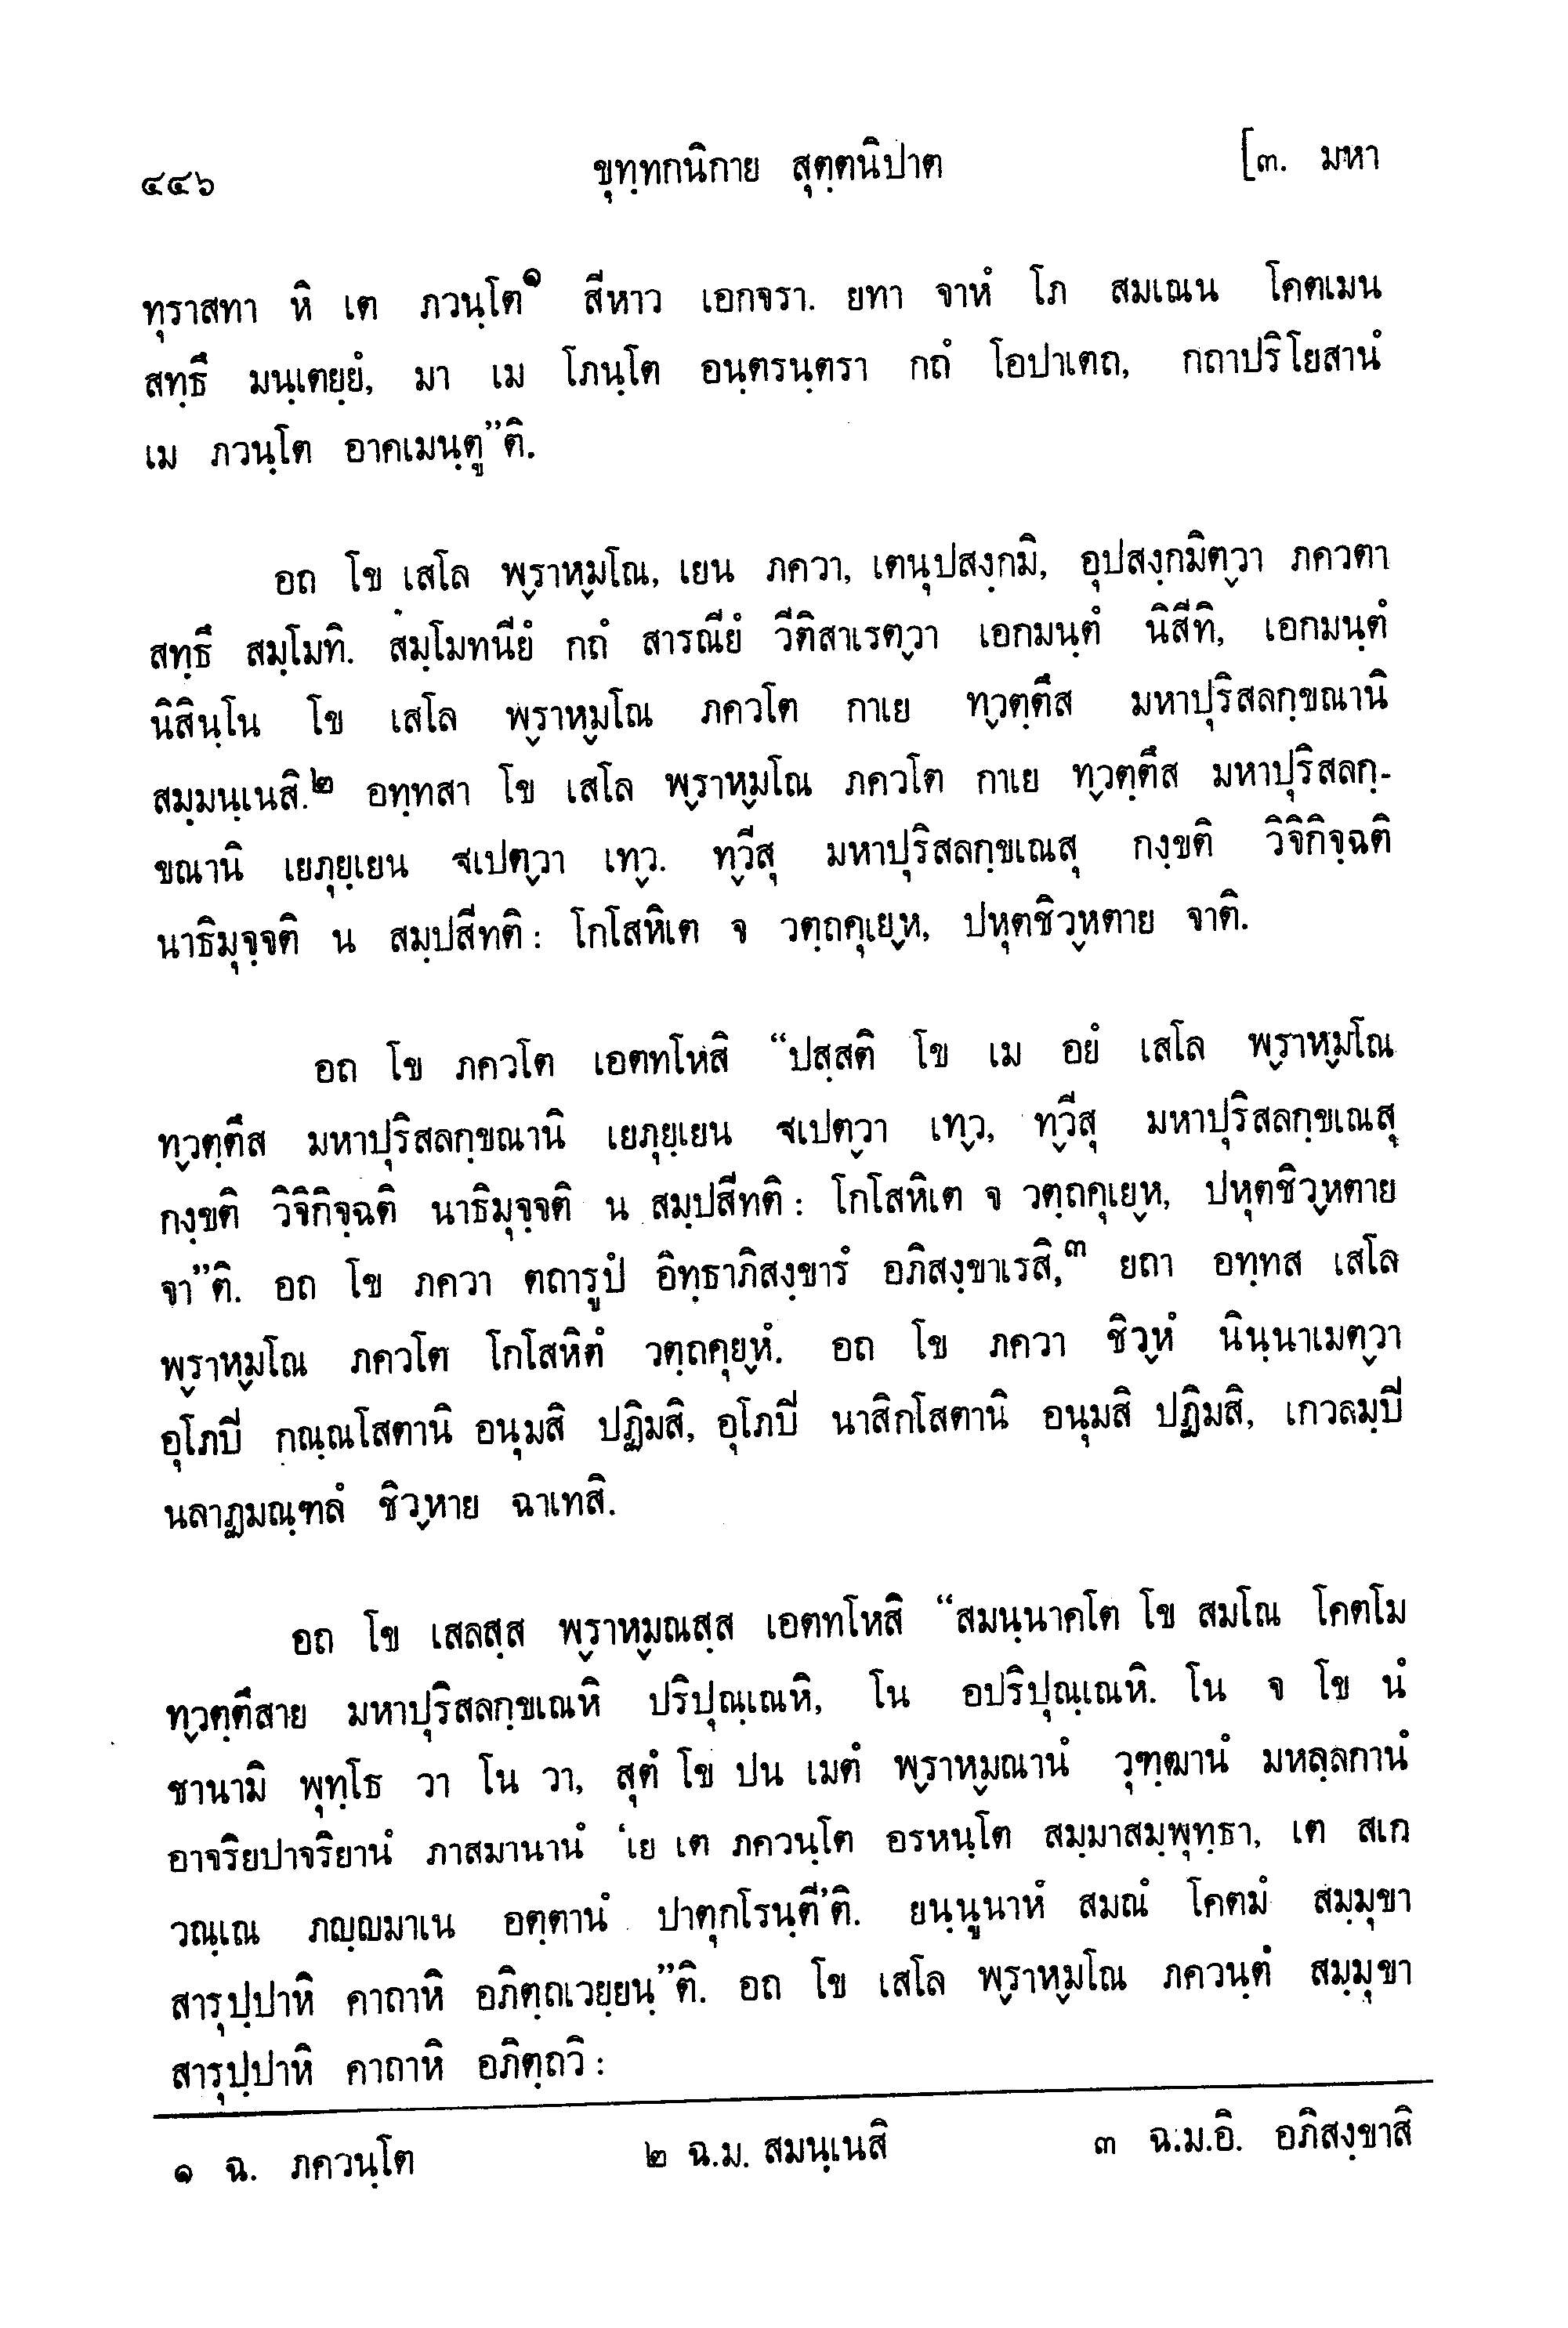 ๔๔๖ ขุทฺทกนิกาย สุตฺตนิปาต [๓. มหา
ทุราสทา หิ เต ภวนฺโต๑ สีหาว เอกจรา. ยทา จาหํ โภ สมเณน โคตเมน
สทฺธึ มนฺเตยฺยํ, มา เม โภนฺโต อนฺตรนฺตรา กถํ โอปาเตถ, กถาปริโยสานํ
เม ภวนฺโต อาคเมนฺตู”ติ.
อถ โข เสโล พฺราหฺมโณ, เยน ภควา, เตนุปสงฺกมิ, อุปสงฺกมิตฺวา ภควตา
สทฺธึ สมฺโมทิ. สมฺโมทนียํ กถํ สารณียํ วีติสาเรตฺวา เอกมนฺตํ นิสีทิ, เอกมนฺตํ
นิสินฺโน โข เสโล พฺราหฺมโณ ภควโต กาเย ทฺวตฺตึส มหาปุริสลกฺขณานิ
สมฺมนฺเนสิ.๒ อทฺทสา โข เสโล พฺราหฺมโณ ภควโต กาเย ทฺวตฺตึส มหาปุริสลกฺ-
ขณานิ เยภุยฺเยน ฐเปตฺวา เทฺว. ทฺวีสุ มหาปุริสลกฺขเณสุ กงฺขติ วิจิกิจฺฉติ
นาธิมุจฺจติ น สมฺปสีทติ : โกโสหิเต จ วตฺถคุเยฺห, ปหุตชิวฺหตาย จาติ.
อถ โข ภควโต เอตทโหสิ “ปสฺสติ โข เม อยํ เสโล พฺราหฺมโณ
ทฺวตฺตึส มหาปุริสลกฺขณานิ เยภุยฺเยน ฐเปตฺวา เทฺว, ทฺวีสุ มหาปุริสลกฺขเณสุ
กงฺขติ วิจิกิจฺฉติ นาธิมุจฺจติ น สมฺปสีทติ : โกโสหิเต จ วตฺถคุเยฺห, ปหุตชิวฺหตาย
จา”ติ. อถ โข ภควา ตถารูปํ อิทฺธาภิสงฺขารํ อภิสงฺขาเรสิ,๓ ยถา อทฺทส เสโล
พฺราหฺมโณ ภควโต โกโสหิตํ วตฺถคุยฺหํ. อถ โข ภควา ชิวฺหํ นินฺนาเมตฺวา
อุโภปี กณฺณโสตานิ อนุมสิ ปฏิมสิ, อุโภปี นาสิกโสตานิ อนุมสิ ปฏิมสิ, เกวลมฺปี
นลาฏมณฺฑลํ ชิวฺหาย ฉาเทสิ.
อถ โข เสลสฺส พฺราหฺมณสฺส เอตทโหสิ “สมนฺนาคโต โข สมโณ โคตโม
ทฺวตฺตึสาย มหาปุริสลกฺขเณหิ ปริปุณฺเณหิ, โน อปริปุณฺเณหิ. โน จ โข นํ
ชานามิ พุทฺโธ วา โน วา, สุตํ โข ปน เมตํ พฺราหฺมณานํ วุฑฺฒานํ มหลฺลกานํ
อาจริยปาจริยานํ ภาสมานานํ ‘เย เต ภควนฺโต อรหนฺโต สมฺมาสมฺพุทฺธา, เต สเก
วณฺเณ ภญฺญมาเน อตฺตานํ ปาตุกโรนฺตี’ติ. ยนฺนูนาหํ สมณํ โคตมํ สมฺมุขา
สารุปฺปาหิ คาถาหิ อภิตฺถเวยฺยนฺ”ติ. อถ โข เสโล พฺราหฺมโณ ภควนฺตํ สมฺมุขา
สารุปฺปาหิ คาถาหิ อภิตฺถวิ :
๑ ฉ. ภควนฺโต ๒ ฉ.ม. สมนฺเนสิ ๓ ฉ.ม.อิ. อภิสงฺขาสิ